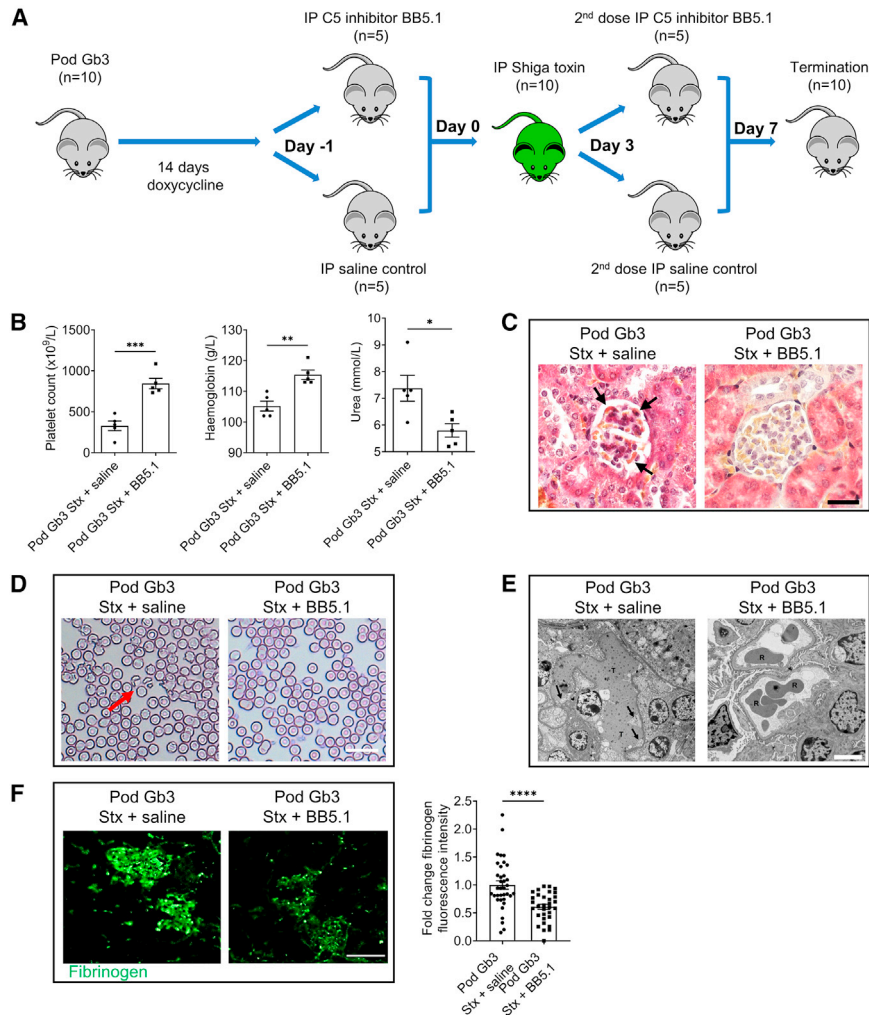 A
Pod Gb3
(n=10)
14 days
doxycycline
Day -1
IP C5 inhibitor BB5.1
(n=5)
IP saline control
(n=5)
Day 0
IP Shiga toxin
(n=10)
Day 3
2nd dose IP C5 inhibitor BB5.1
(n=5)
2nd dose IP saline control
(n=5)
Day 7
Termination
(n=10)
B
Platelet count (x10⁹/L)
1500
1000
500
0
***
Pod Gb3 Stx + saline
Pod Gb3 Stx + BB5.1
Haemoglobin (g/L)
130
120
110
100
90
**
Pod Gb3 Stx + saline
Pod Gb3 Stx + BB5.1
Urea (mmol/L)
10
9
8
7
6
5
*
Pod Gb3 Stx + saline
Pod Gb3 Stx + BB5.1
C
Pod Gb3
Stx + saline
Pod Gb3
Stx + BB5.1
D
Pod Gb3
Stx + saline
Pod Gb3
Stx + BB5.1
E
Pod Gb3
Stx + saline
Pod Gb3
Stx + BB5.1
T
T
R
R
R
*
F
Pod Gb3
Stx + saline
Pod Gb3
Stx + BB5.1
Fibrinogen
Fold change fibrinogen
fluorescence intensity
2.5
2.0
1.5
1.0
0.5
0.0
****
Pod Gb3
Stx + saline
Pod Gb3
Stx + BB5.1